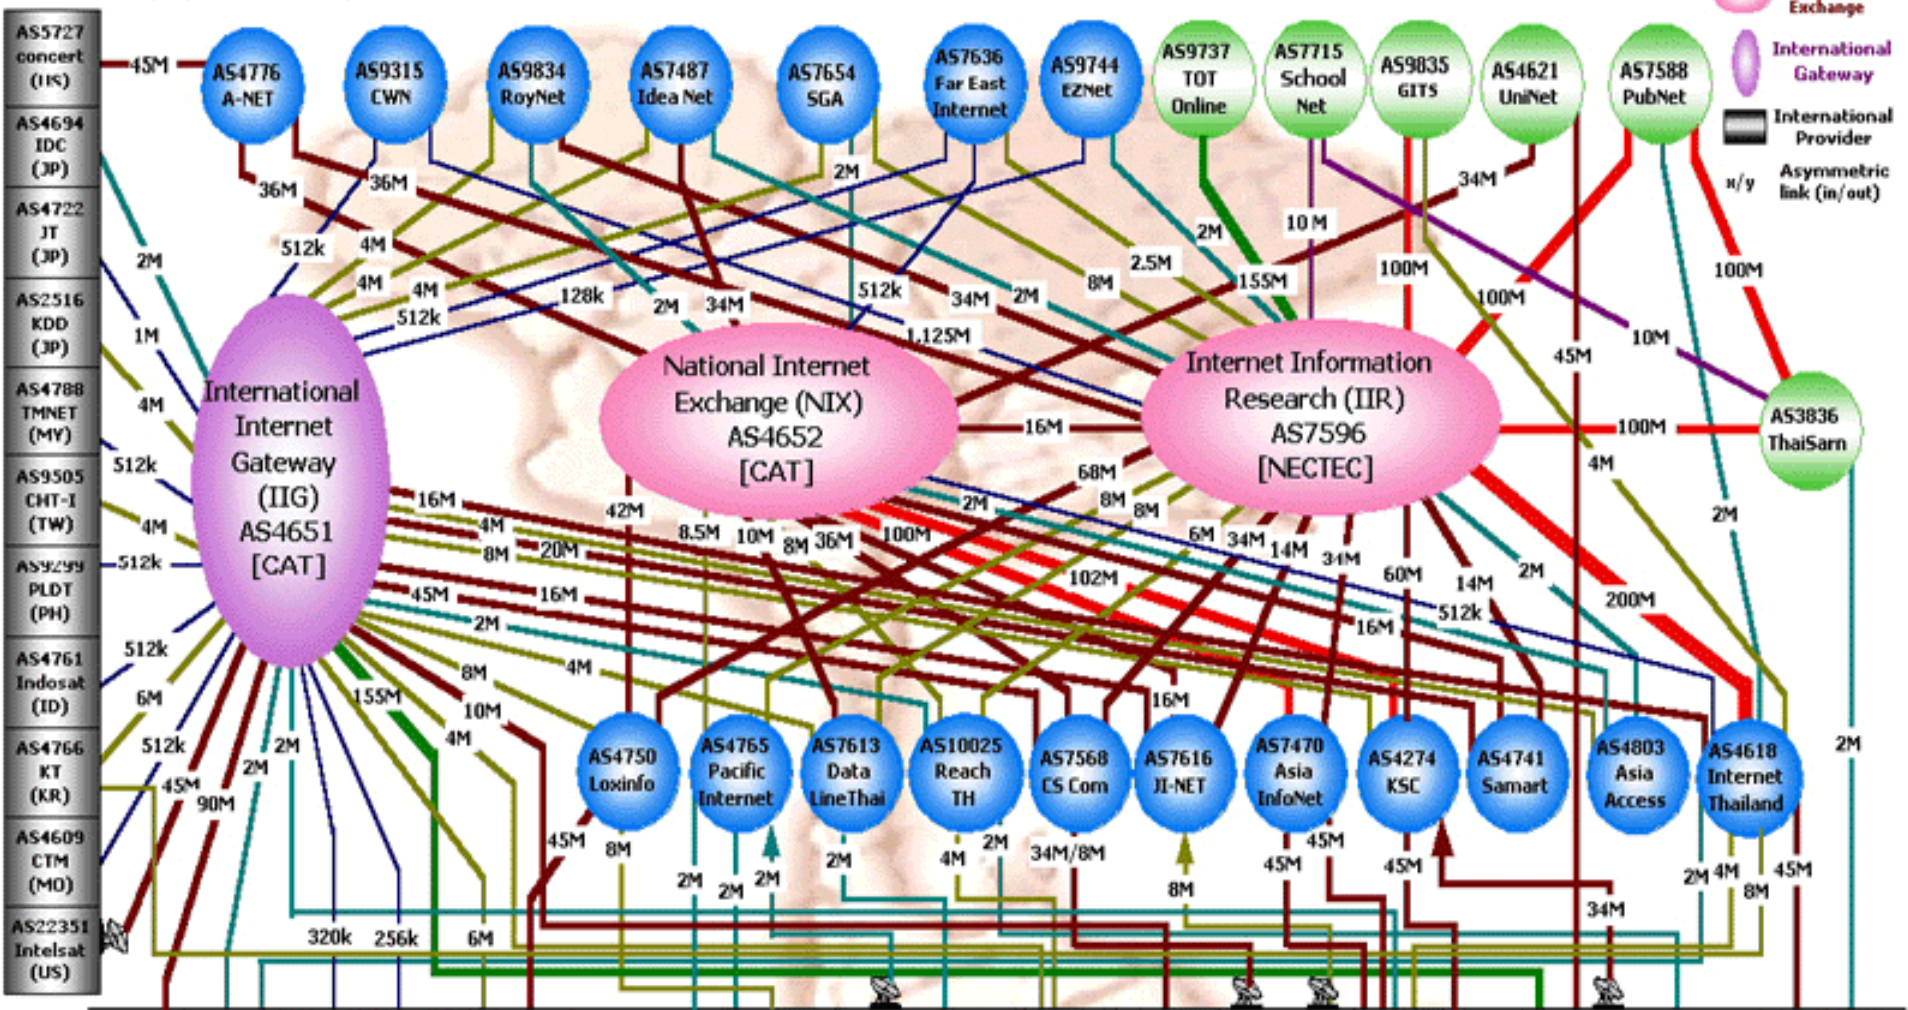 AS5727
concert
(US)
AS4694
IDC
(JP)
AS4722
JT
(JP)
AS2516
KDD
(JP)
AS4788
TMNET
(MY)
AS9505
CHT-I
(TW)
AS9299
PLDT
(PH)
AS4761
Indosat
(ID)
AS4766
KT
(KR)
AS4609
CTM
(MO)
AS22351
Intelsat
(US)
45M
AS4776
A-NET
AS9315
CWN
AS9834
RoyNet
AS7487
Idea Net
AS7654
SGA
AS7636
Far East
Internet
AS9744
EZNet
AS9737
TOT
Online
AS7715
School
Net
AS9835
GITS
AS4621
UniNet
AS7588
PubNet
Exchange
International
Gateway
International
Provider
x/y
Asymmetric
link (in/out)
36M
36M
2M
34M
2M
512k
4M
2M
10 M
2.5M
100M
100M
4M
4M
128k
2M
34M
512k
34M
2M
8M
155M
100M
1M
512k
1.125M
45M
10M
International
Internet
Gateway
(IIG)
AS4651
[CAT]
National Internet
Exchange (NIX)
AS4652
[CAT]
Internet Information
Research (IIR)
AS7596
[NECTEC]
AS3836
ThaiSarn
16M
100M
4M
512k
4M
512k
512k
6M
512k
45M
90M
2M
2M
16M
4M
8M
20M
45M
16M
2M
8M
4M
155M
10M
4M
42M
8.5M
10M
8M
36M
100M
2M
68M
8M
8M
102M
6M
34M
14M
34M
60M
14M
2M
512k
16M
200M
4M
2M
16M
2M
AS4750
Loxinfo
AS4765
Pacific
Internet
AS7613
Data
LineThai
AS10025
Reach
TH
AS7568
CS Com
AS7616
JI-NET
AS7470
Asia
InfoNet
AS4274
KSC
AS4741
Samart
AS4803
Asia
Access
AS4618
Internet
Thailand
45M
8M
2M
2M
2M
2M
4M
2M
34M/8M
8M
45M
45M
45M
34M
2M
4M
8M
45M
320k
256k
6M